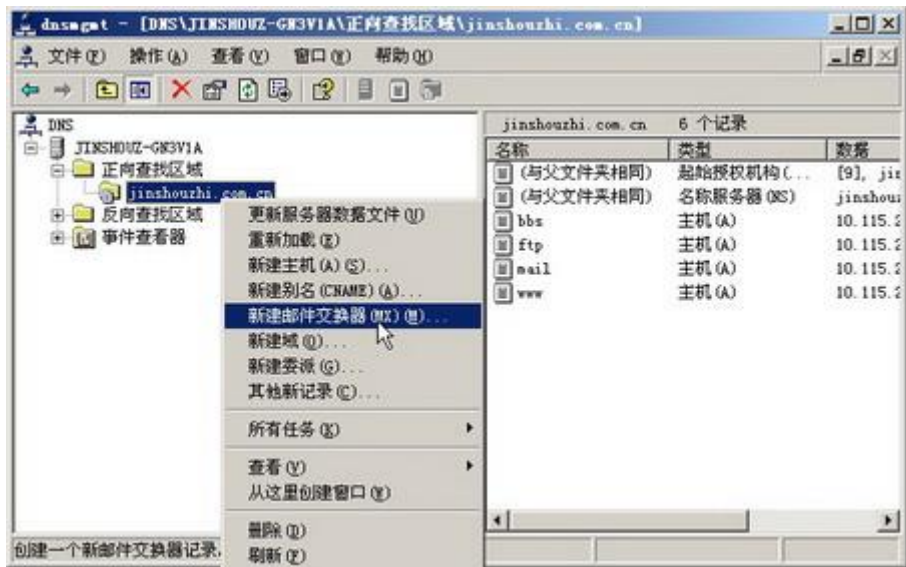 dnsmgmt - [DNS\JINSHOUZ-GN3V1A\正向查找区域\jinshouzhi.com.cn]
文件(F) 操作(A) 查看(V) 窗口(W) 帮助(H)
DNS
JINSHOUZ-GN3V1A
正向查找区域
jinshouzhi.com.cn
反向查找区域
事件查看器
更新服务器数据文件(U)
重新加载(E)
新建主机(A)(S)...
新建别名(CNAME)(A)...
新建邮件交换器(MX)(M)...
新建域(O)...
新建委派(G)...
其他新记录(C)...
所有任务(K)
查看(V)
从这里创建窗口(W)
删除(D)
刷新(F)
jinshouzhi.com.cn 6 个记录
名称 类型 数据
(与父文件夹相同) 起始授权机构(... [9], jin
(与父文件夹相同) 名称服务器(NS) jinshou
bbs 主机(A) 10.115.2
ftp 主机(A) 10.115.2
mail 主机(A) 10.115.2
www 主机(A) 10.115.2
创建一个新邮件交换器记录.